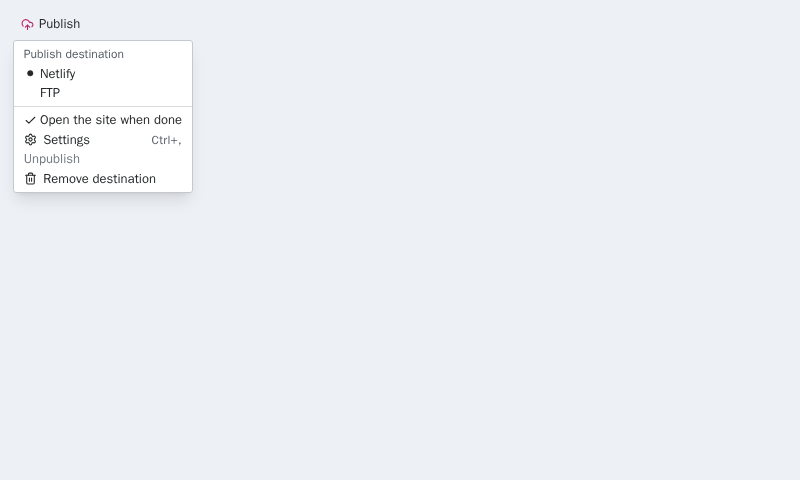 Publish
Publish destination
Netlify
FTP
Open the site when done
Settings Ctrl+,
Unpublish
Remove destination